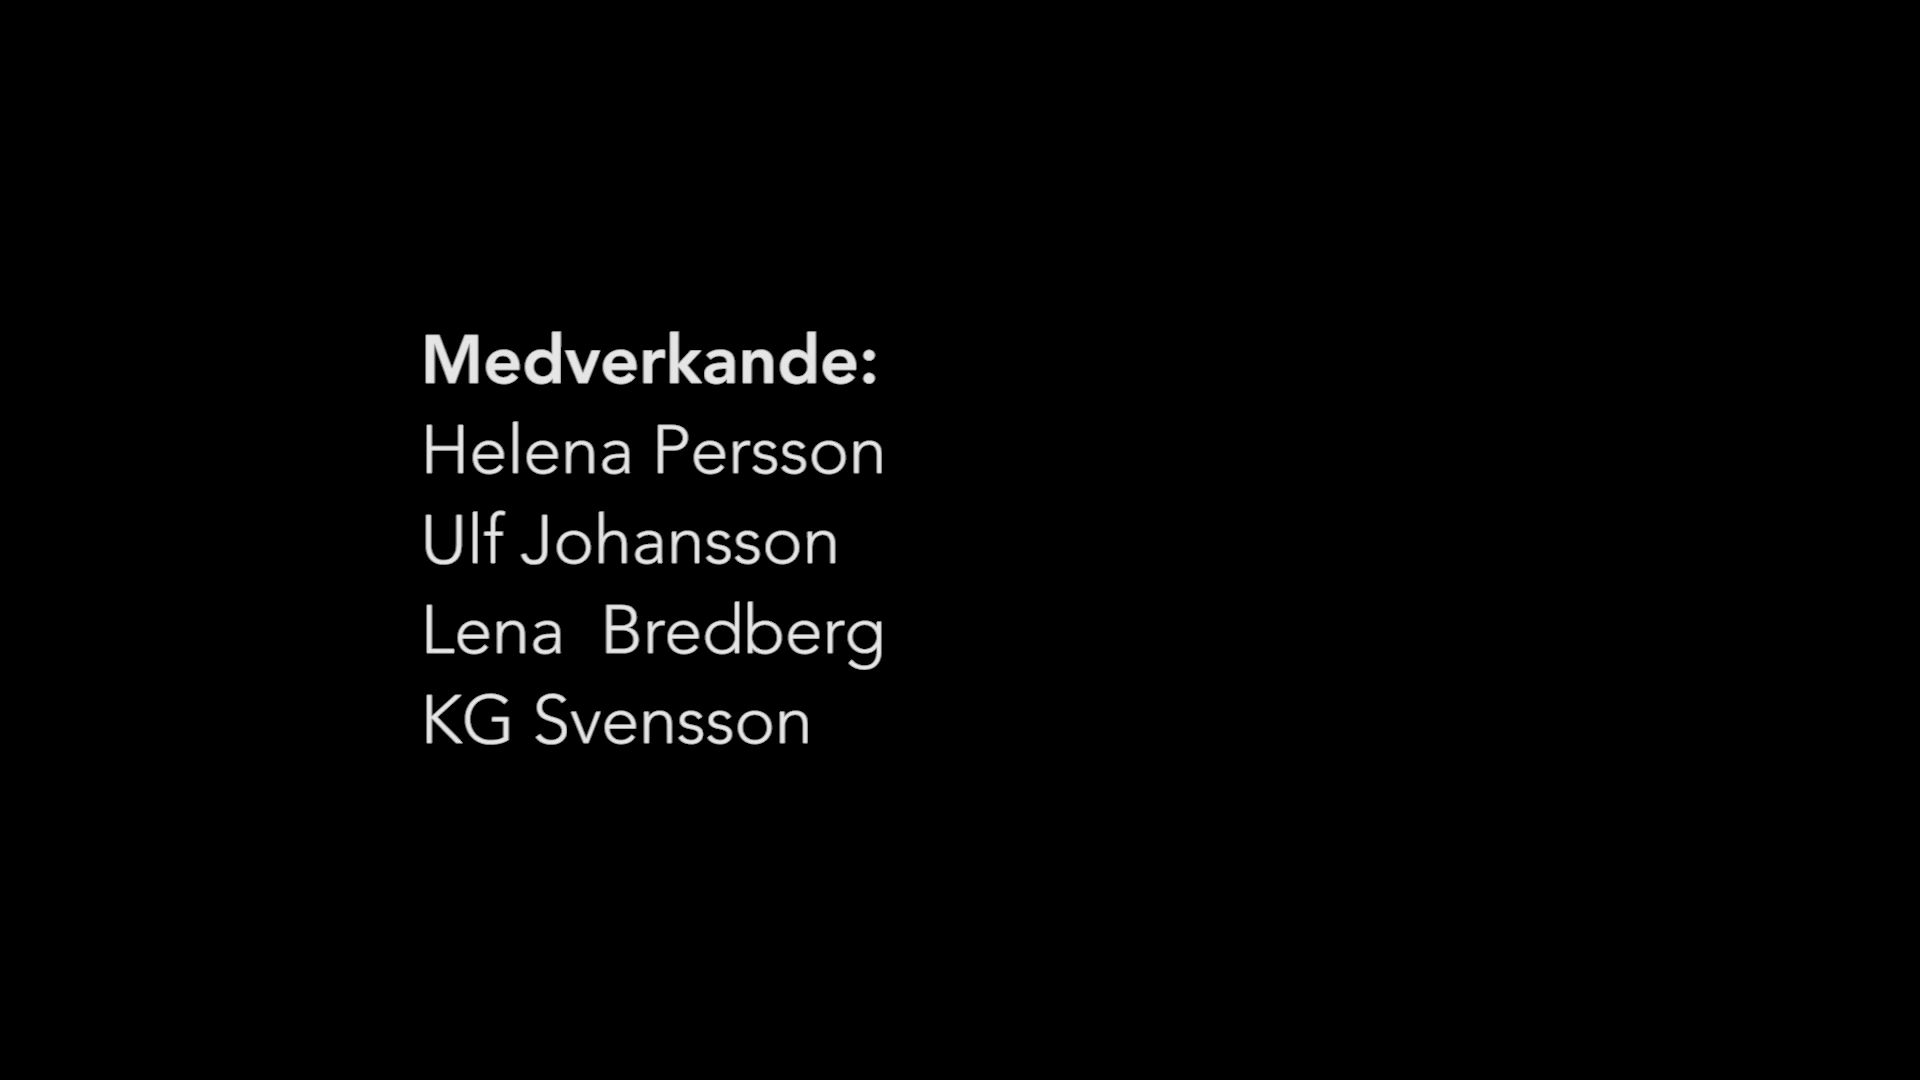 Medverkande:
Helena Persson
Ulf Johansson
Lena  Bredberg
KG Svensson